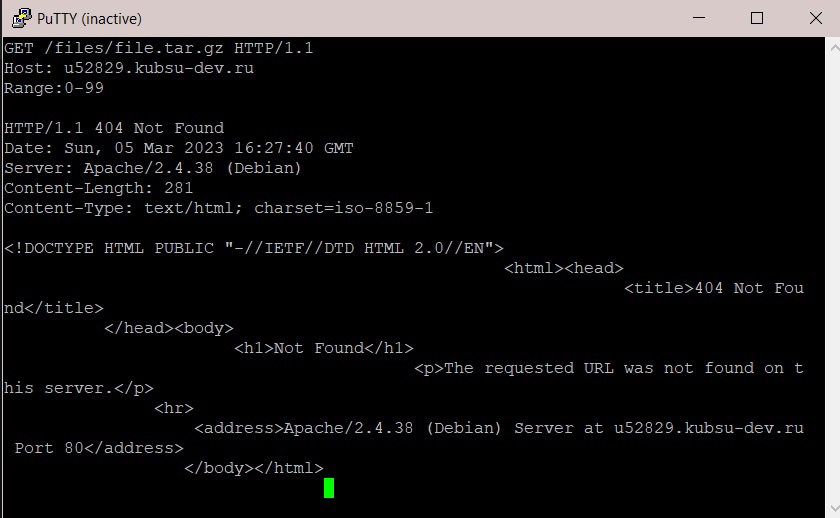 PuTTY (inactive)
GET /files/file.tar.gz HTTP/1.1
Host: u52829.kubsu-dev.ru
Range:0-99
HTTP/1.1 404 Not Found
Date: Sun, 05 Mar 2023 16:27:40 GMT
Server: Apache/2.4.38 (Debian)
Content-Length: 281
Content-Type: text/html; charset=iso-8859-1
<!DOCTYPE HTML PUBLIC "-//IETF//DTD HTML 2.0//EN">
<html><head>
<title>404 Not Fou
nd</title>
</head><body>
<h1>Not Found</h1>
<p>The requested URL was not found on t
his server.</p>
<hr>
<address>Apache/2.4.38 (Debian) Server at u52829.kubsu-dev.ru
Port 80</address>
</body></html>